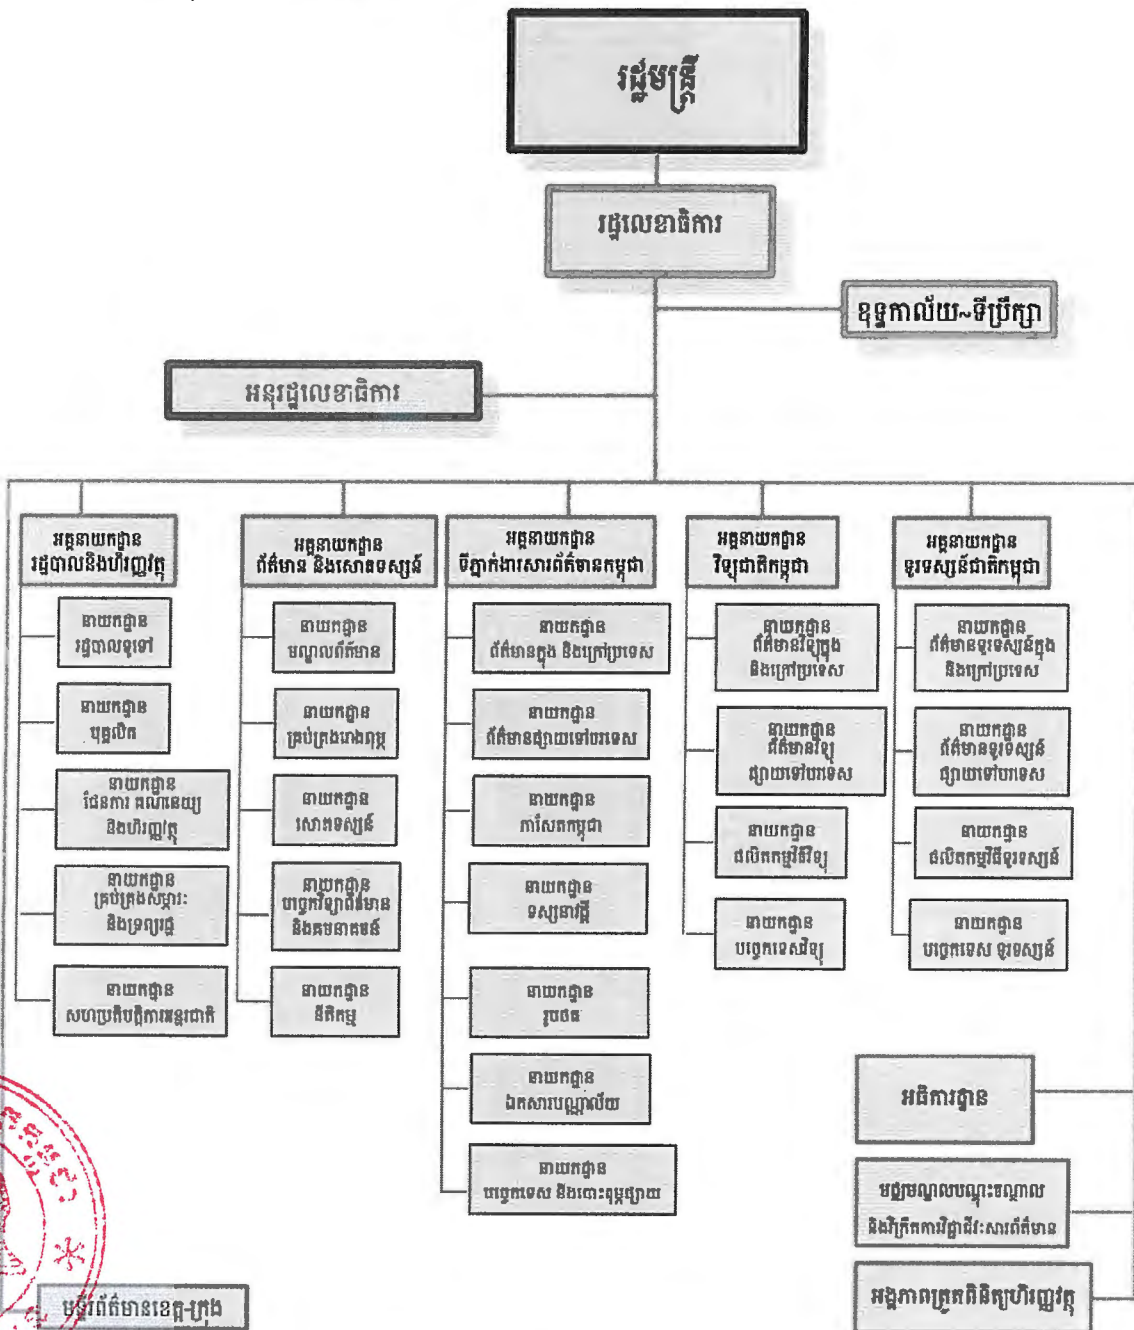 រដ្ឋមន្ត្រី
រដ្ឋលេខាធិការ
ខុទ្ទកាល័យ~ទីប្រឹក្សា
អនុរដ្ឋលេខាធិការ
អគ្គនាយកដ្ឋាន
រដ្ឋបាលនិងហិរញ្ញវត្ថុ
នាយកដ្ឋាន
រដ្ឋបាលទូទៅ
នាយកដ្ឋាន
បុគ្គលិក
នាយកដ្ឋាន
ផែនការ គណនេយ្យ
និងហិរញ្ញវត្ថុ
នាយកដ្ឋាន
គ្រប់គ្រងសម្ភារៈ
និងទ្រព្យរដ្ឋ
នាយកដ្ឋាន
សហប្រតិបត្តិការអន្តរជាតិ
អគ្គនាយកដ្ឋាន
ព័ត៌មាន និងសោតទស្សន៍
នាយកដ្ឋាន
មណ្ឌលព័ត៌មាន
នាយកដ្ឋាន
គ្រប់គ្រងរោងពុម្ភ
នាយកដ្ឋាន
សោតទស្សន៍
នាយកដ្ឋាន
បច្ចេកវិទ្យាព័ត៌មាន
និងគមនាគមន៍
នាយកដ្ឋាន
នីតិកម្ម
អគ្គនាយកដ្ឋាន
ទីភ្នាក់ងារសារព័ត៌មានកម្ពុជា
នាយកដ្ឋាន
ព័ត៌មានក្នុង និងក្រៅប្រទេស
នាយកដ្ឋាន
ព័ត៌មានផ្សាយទៅបរទេស
នាយកដ្ឋាន
កាសែតកម្ពុជា
នាយកដ្ឋាន
ទស្សនាវដ្តី
នាយកដ្ឋាន
រូបថត
នាយកដ្ឋាន
ឯកសារបណ្ណាល័យ
នាយកដ្ឋាន
បច្ចេកទេស និងបោះពុម្ពផ្សាយ
អគ្គនាយកដ្ឋាន
វិទ្យុជាតិកម្ពុជា
នាយកដ្ឋាន
ព័ត៌មានវិទ្យុក្នុង
និងក្រៅប្រទេស
នាយកដ្ឋាន
ព័ត៌មានវិទ្យុ
ផ្សាយទៅបរទេស
នាយកដ្ឋាន
ផលិតកម្មវិធីវិទ្យុ
នាយកដ្ឋាន
បច្ចេកទេសវិទ្យុ
អគ្គនាយកដ្ឋាន
ទូរទស្សន៍ជាតិកម្ពុជា
នាយកដ្ឋាន
ព័ត៌មានទូរទស្សន៍ក្នុង
និងក្រៅប្រទេស
នាយកដ្ឋាន
ព័ត៌មានទូរទស្សន៍
ផ្សាយទៅបរទេស
នាយកដ្ឋាន
ផលិតកម្មវិធីទូរទស្សន៍
នាយកដ្ឋាន
បច្ចេកទេស ទូរទស្សន៍
អធិការដ្ឋាន
មជ្ឈមណ្ឌលបណ្តុះបណ្តាល
និងវិក្រឹតការវិជ្ជាជីវៈសារព័ត៌មាន
អង្គភាពត្រួតពិនិត្យហិរញ្ញវត្ថុ
មន្ទីរព័ត៌មានខេត្ត-ក្រុង